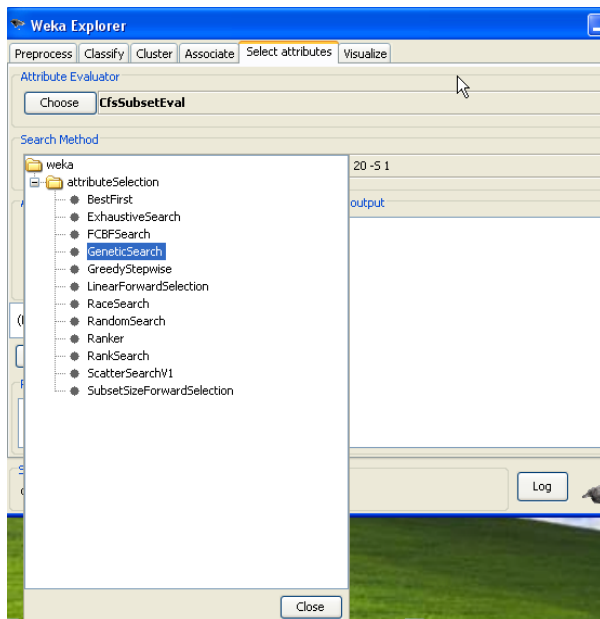 Weka Explorer
Preprocess Classify Cluster Associate Select attributes Visualize
Attribute Evaluator
Choose CfsSubsetEval
Search Method
weka
20 -S 1
attributeSelection
BestFirst
output
ExhaustiveSearch
FCBFSearch
GeneticSearch
GreedyStepwise
LinearForwardSelection
RaceSearch
RandomSearch
Ranker
RankSearch
ScatterSearchV1
SubsetSizeForwardSelection
Log
Close